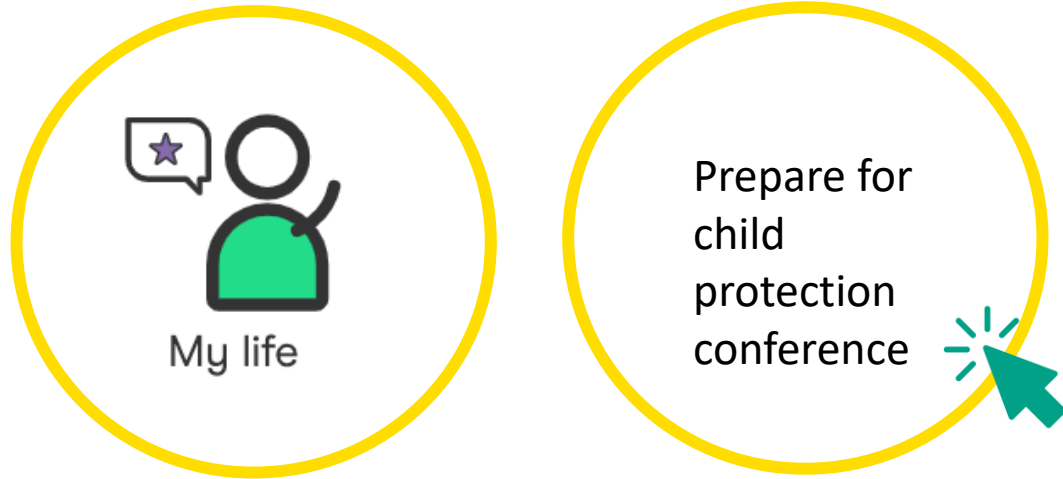 My life
Prepare for
child
protection
conference